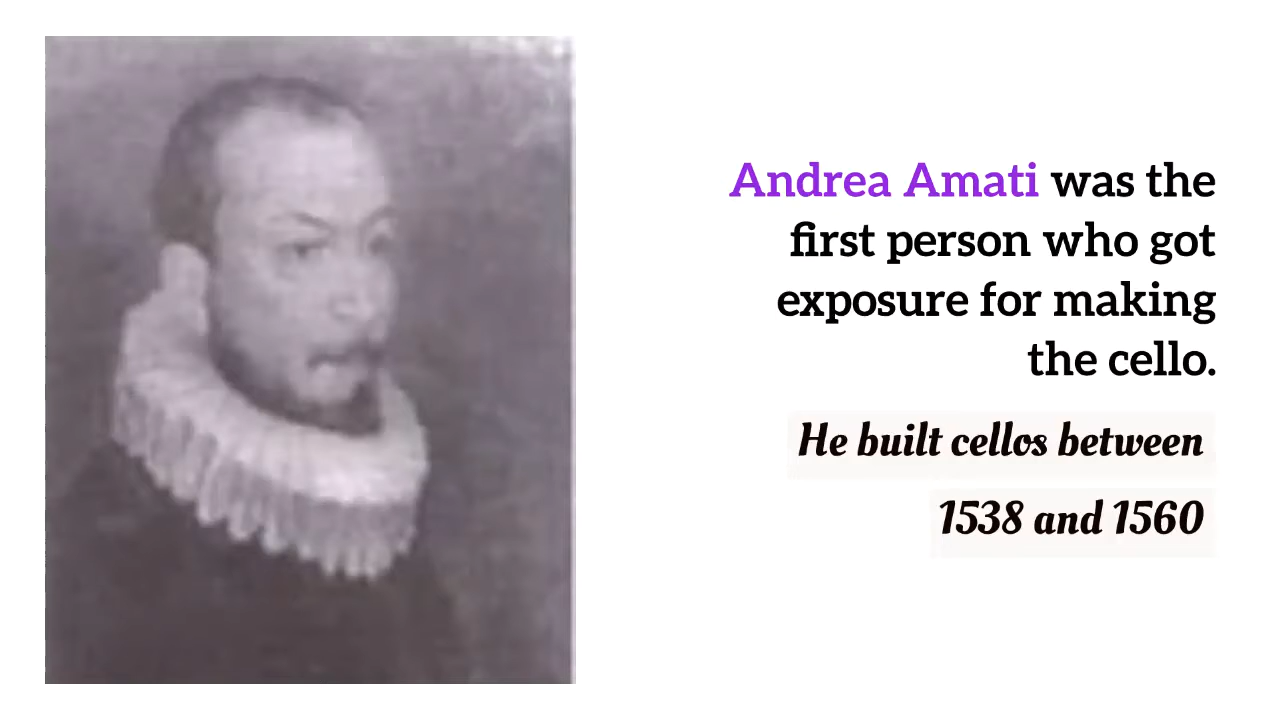 Andrea Amati was the
first person who got
exposure for making
the cello.
He built cellos between
1538 and 1560